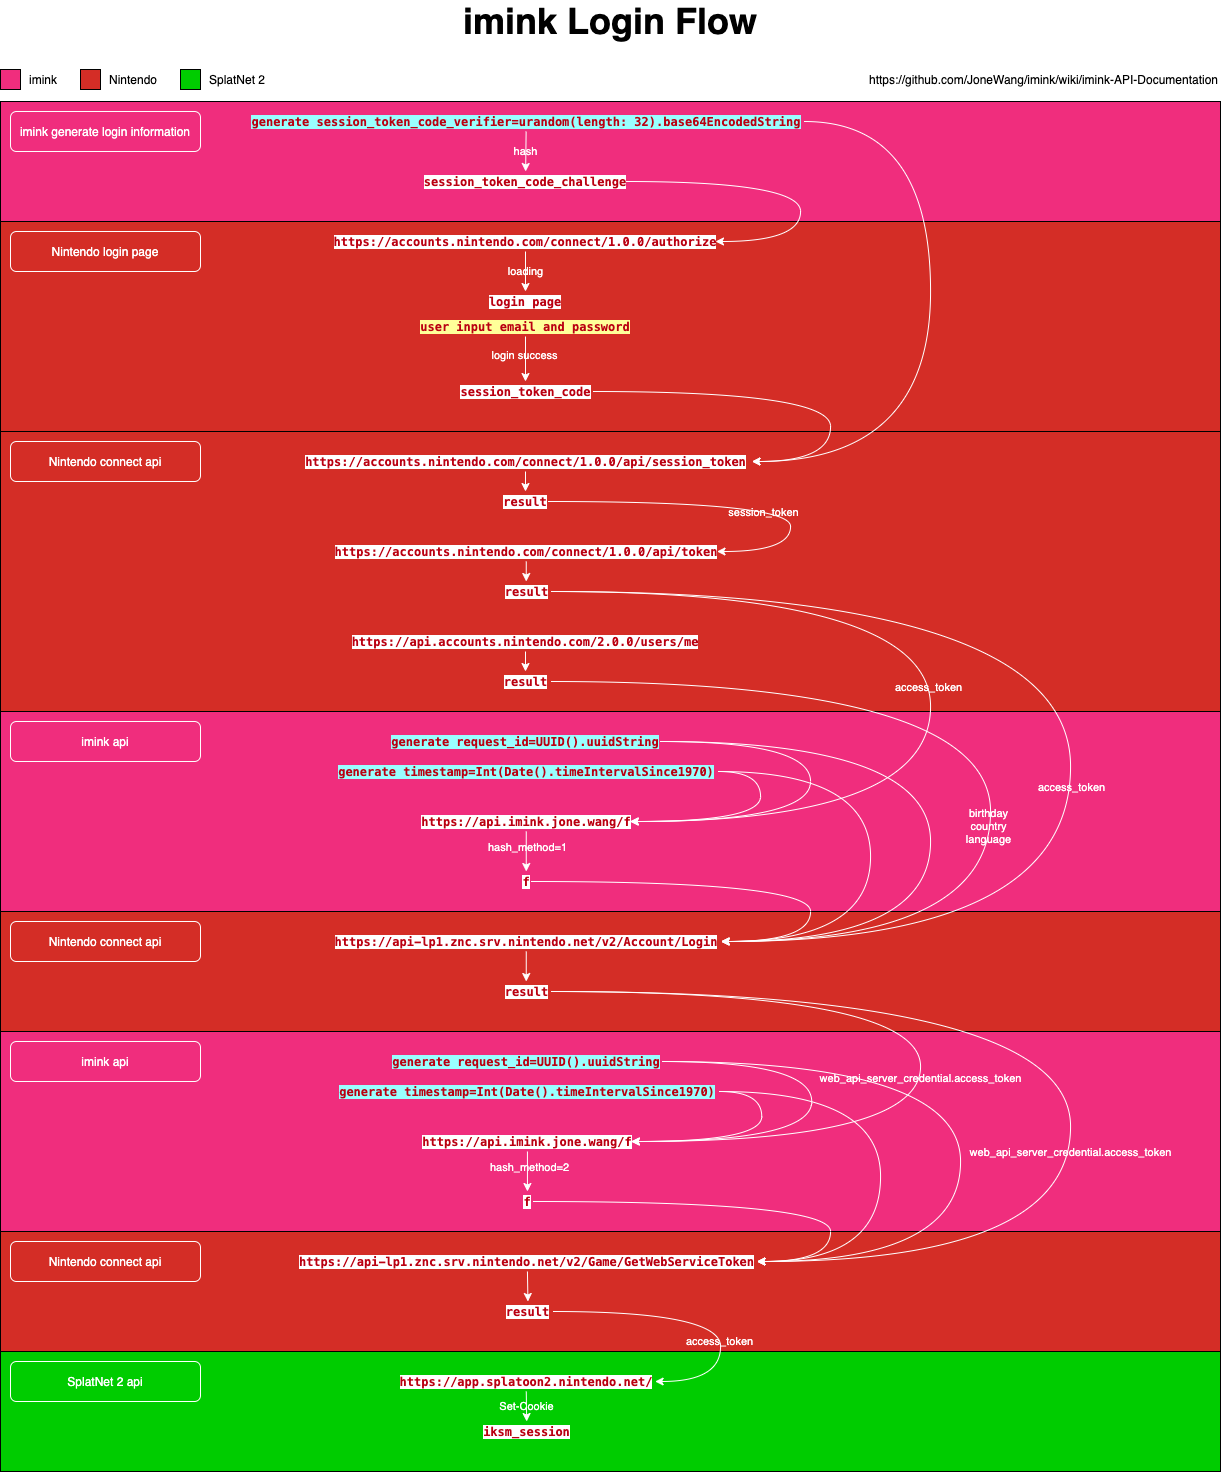 imink Login Flow
imink
Nintendo
SplatNet 2
https://github.com/JoneWang/imink/wiki/imink-API-Documentation
imink generate login information
generate session_token_code_verifier=urandom(length: 32).base64EncodedString
hash
session_token_code_challenge
Nintendo login page
https://accounts.nintendo.com/connect/1.0.0/authorize
loading
login page
user input email and password
login success
session_token_code
Nintendo connect api
https://accounts.nintendo.com/connect/1.0.0/api/session_token
result
session_token
https://accounts.nintendo.com/connect/1.0.0/api/token
result
https://api.accounts.nintendo.com/2.0.0/users/me
result
access_token
imink api
generate request_id=UUID().uuidString
generate timestamp=Int(Date().timeIntervalSince1970)
access_token
birthday
country
language
https://api.imink.jone.wang/f
hash_method=1
f
Nintendo connect api
https://api-lp1.znc.srv.nintendo.net/v2/Account/Login
result
imink api
generate request_id=UUID().uuidString
web_api_server_credential.access_token
generate timestamp=Int(Date().timeIntervalSince1970)
https://api.imink.jone.wang/f
web_api_server_credential.access_token
hash_method=2
f
Nintendo connect api
https://api-lp1.znc.srv.nintendo.net/v2/Game/GetWebServiceToken
result
access_token
SplatNet 2 api
https://app.splatoon2.nintendo.net/
Set-Cookie
iksm_session